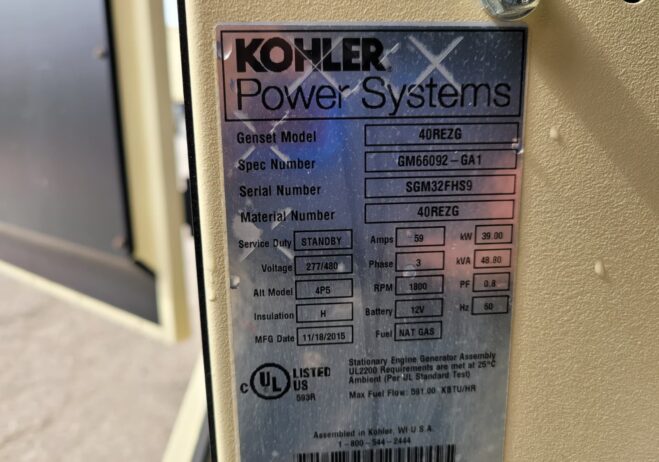 KOHLER
Power Systems
Genset Model 40REZG
Spec Number GM66092-GA1
Serial Number SGM32FHS9
Material Number 40REZG
Service Duty STANDBY Amps 59 kW 39.00
Voltage 277/480 Phase 3 kVA 48.80
Alt Model 4P5 RPM 1800 PF 0.8
Insulation H Battery 12V Hz 60
MFG Date 11/18/2015 Fuel NAT GAS
Stationary Engine Generator Assembly
UL2200 Requirements are met at 25°C
Ambient (Per UL Standard Test)
C UL LISTED
US
593R
Max Fuel Flow: 591.00 KBTU/HR
Assembled in Kohler, WI U.S.A.
1-800-544-2444